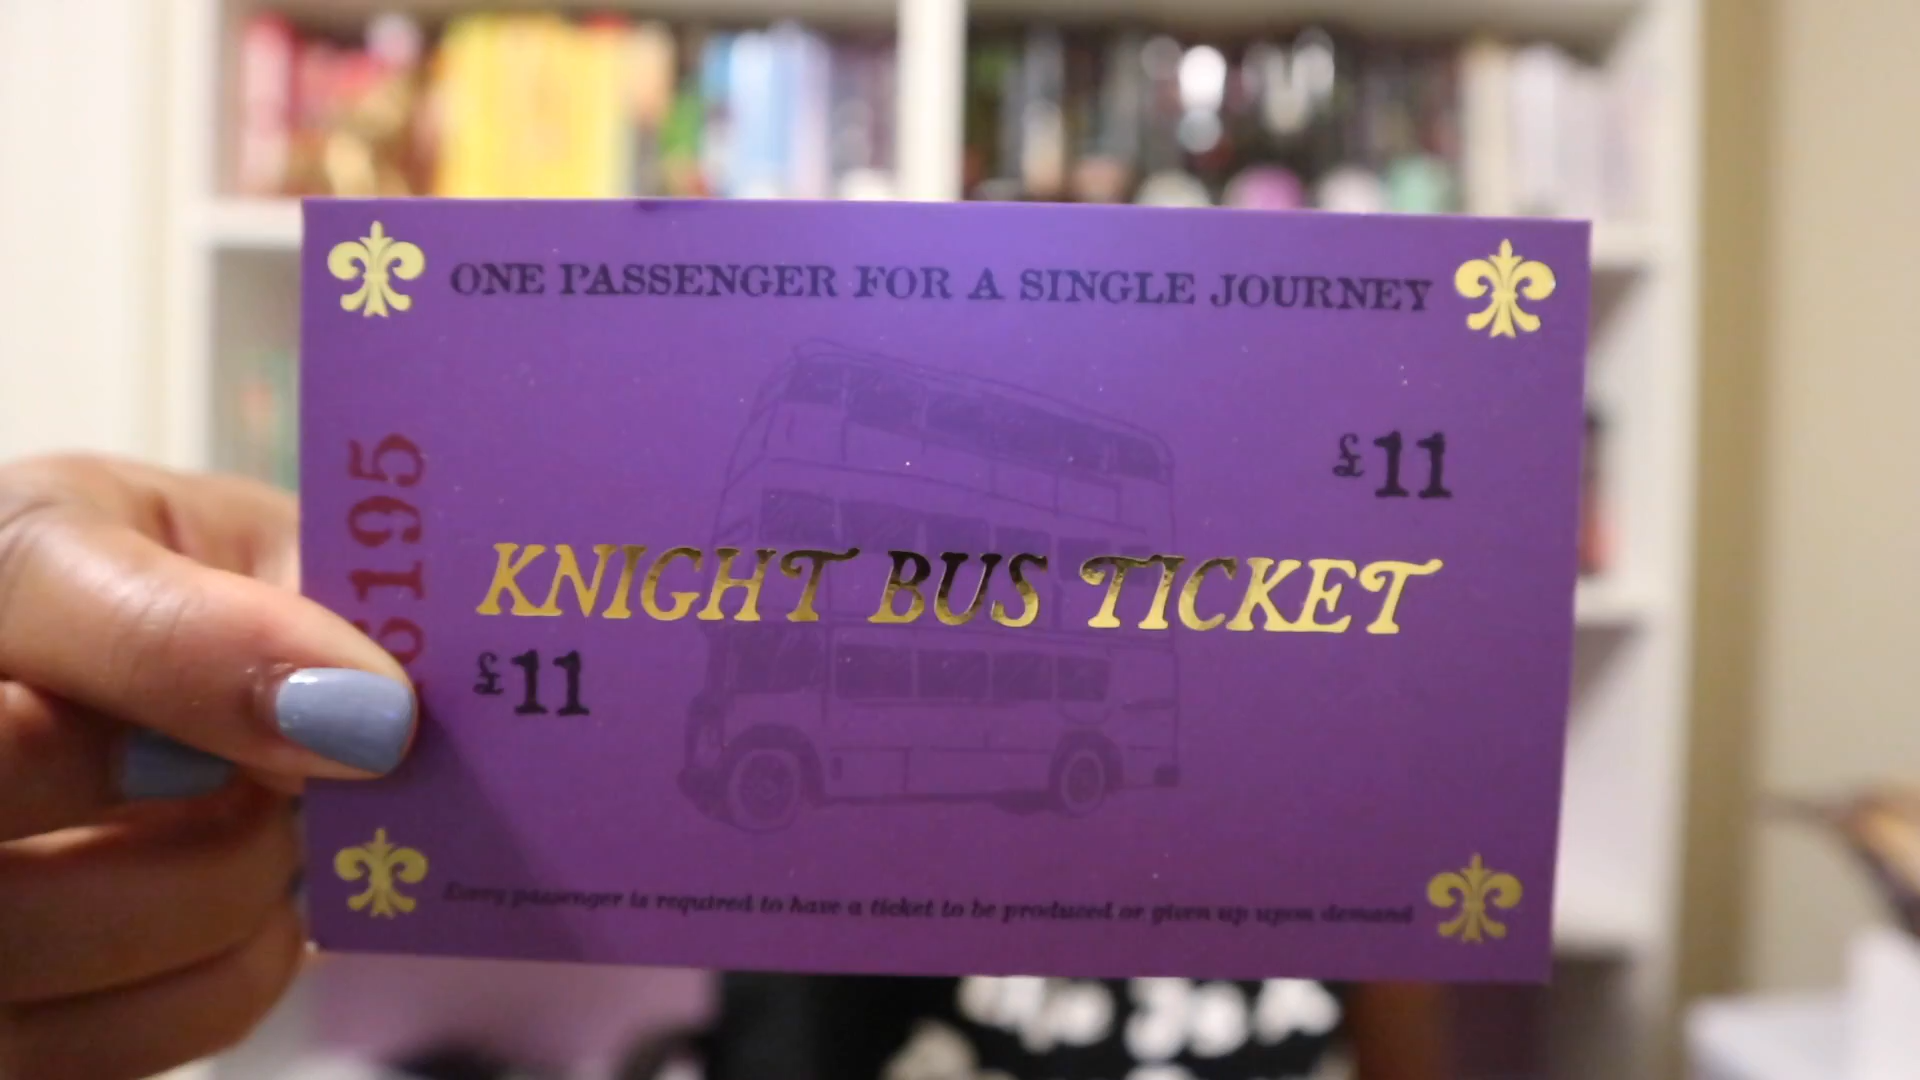 ONE PASSENGER FOR A SINGLE JOURNEY
£11
6195
KNIGHT BUS TICKET
£11
Every passenger is required to have a ticket to be produced or given up upon demand